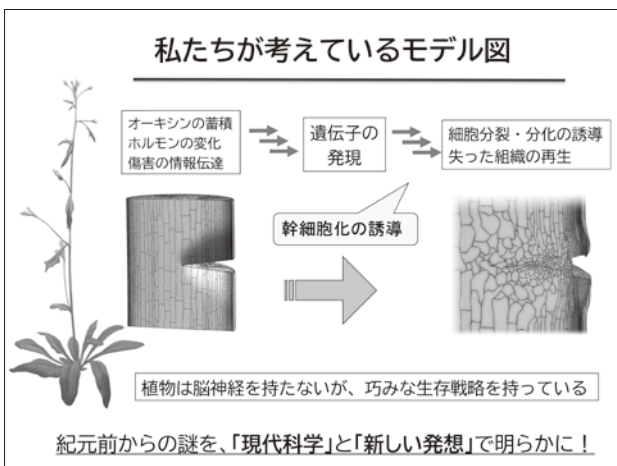 私たちが考えているモデル図
オーキシンの蓄積
ホルモンの変化
傷害の情報伝達
遺伝子の
発現
細胞分裂・分化の誘導
失った組織の再生
幹細胞化の誘導
植物は脳神経を持たないが、巧みな生存戦略を持っている
紀元前からの謎を、「現代科学」と「新しい発想」で明らかに！